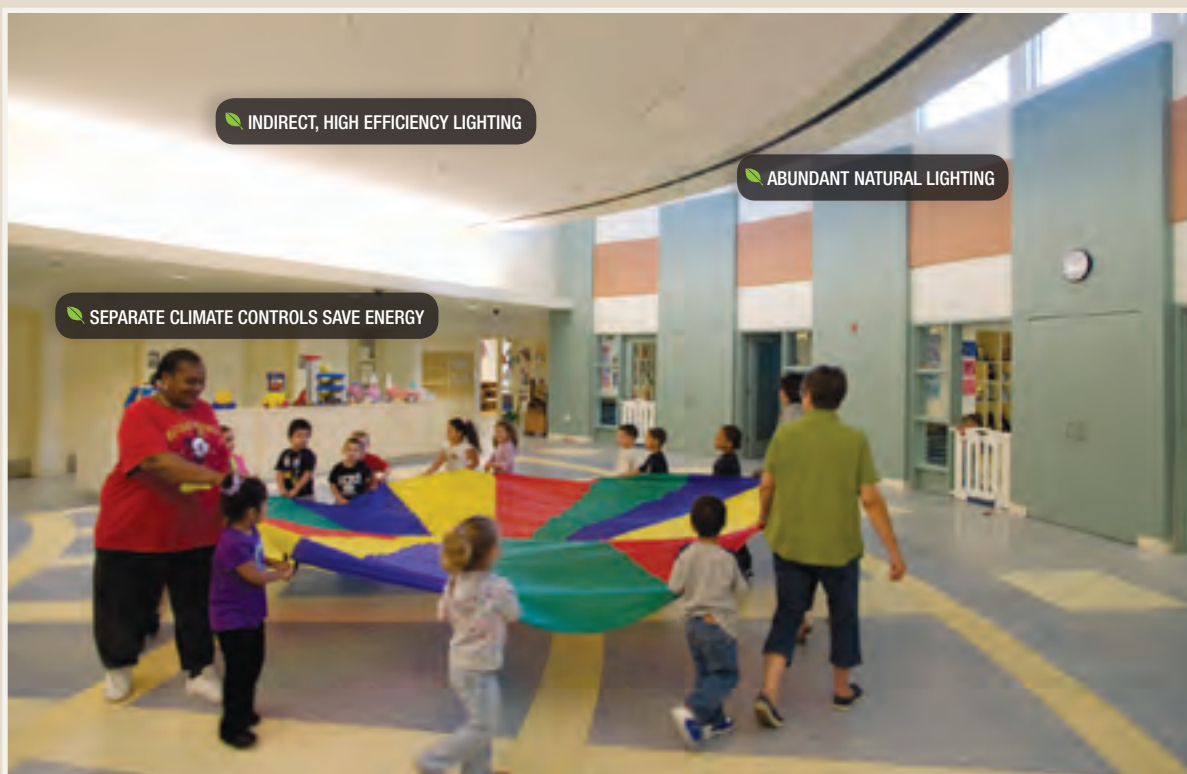 INDIRECT, HIGH EFFICIENCY LIGHTING
ABUNDANT NATURAL LIGHTING
SEPARATE CLIMATE CONTROLS SAVE ENERGY